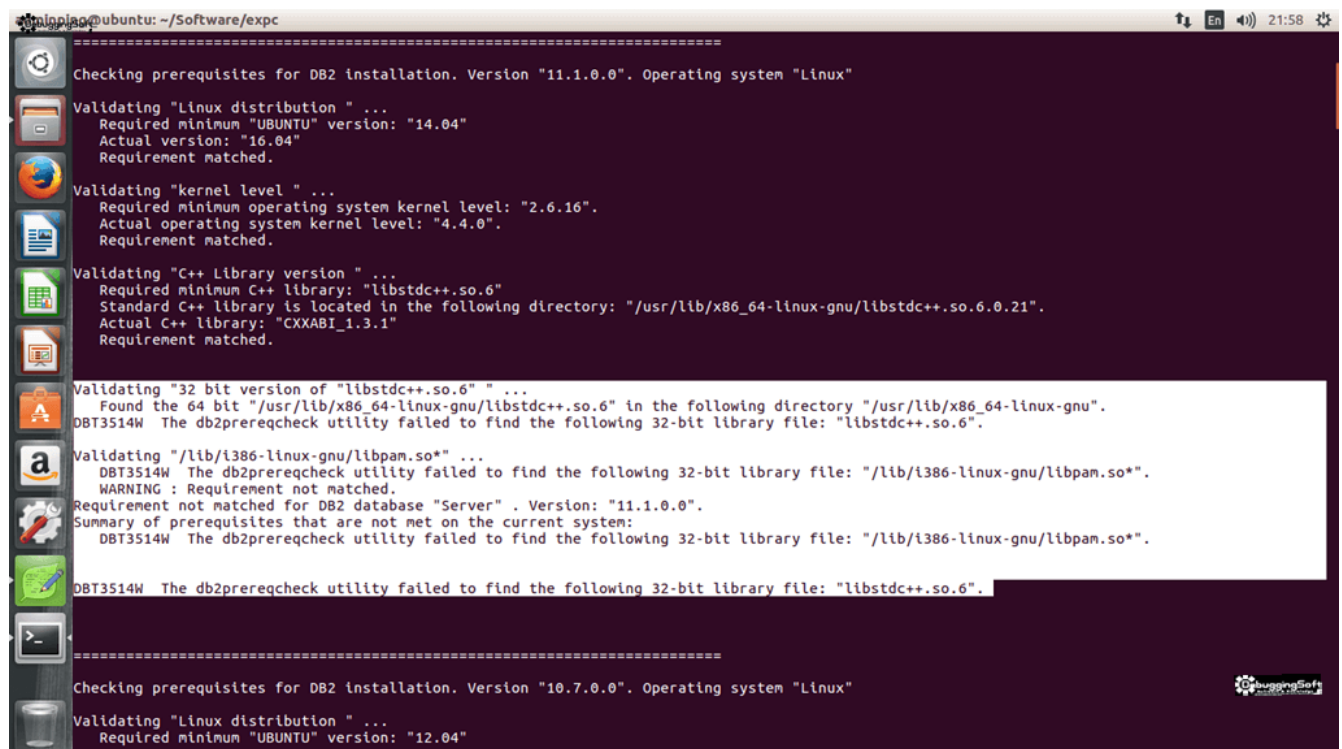 @ubuntu: ~/Software/expc
En 21:58
==========================================================================
Checking prerequisites for DB2 installation. Version "11.1.0.0". Operating system "Linux"
Validating "Linux distribution " ...
Required minimum "UBUNTU" version: "14.04"
Actual version: "16.04"
Requirement matched.
Validating "kernel level " ...
Required minimum operating system kernel level: "2.6.16".
Actual operating system kernel level: "4.4.0".
Requirement matched.
Validating "C++ Library version " ...
Required minimum C++ library: "libstdc++.so.6"
Standard C++ library is located in the following directory: "/usr/lib/x86_64-linux-gnu/libstdc++.so.6.0.21".
Actual C++ library: "CXXABI_1.3.1"
Requirement matched.
Validating "32 bit version of "libstdc++.so.6" " ...
Found the 64 bit "/usr/lib/x86_64-linux-gnu/libstdc++.so.6" in the following directory "/usr/lib/x86_64-linux-gnu".
DBT3514W  The db2prereqcheck utility failed to find the following 32-bit library file: "libstdc++.so.6".
Validating "/lib/i386-linux-gnu/libpam.so*" ...
DBT3514W  The db2prereqcheck utility failed to find the following 32-bit library file: "/lib/i386-linux-gnu/libpam.so*".
WARNING : Requirement not matched.
Requirement not matched for DB2 database "Server" . Version: "11.1.0.0".
Summary of prerequisites that are not met on the current system:
DBT3514W  The db2prereqcheck utility failed to find the following 32-bit library file: "/lib/i386-linux-gnu/libpam.so*".
DBT3514W  The db2prereqcheck utility failed to find the following 32-bit library file: "libstdc++.so.6".
==========================================================================
Checking prerequisites for DB2 installation. Version "10.7.0.0". Operating system "Linux"
DebuggingSoft
Validating "Linux distribution " ...
Required minimum "UBUNTU" version: "12.04"